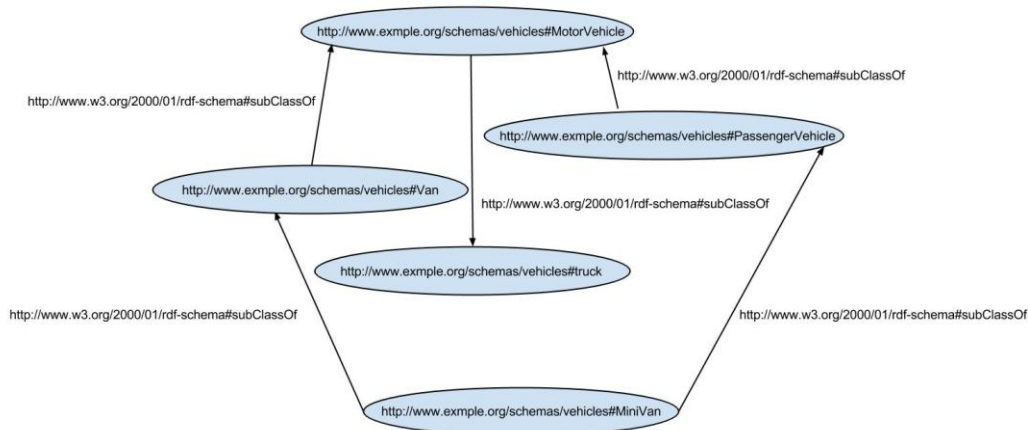 http://www.exmple.org/schemas/vehicles#MotorVehicle
http://www.w3.org/2000/01/rdf-schema#subClassOf
http://www.w3.org/2000/01/rdf-schema#subClassOf
http://www.exmple.org/schemas/vehicles#PassengerVehicle
http://www.exmple.org/schemas/vehicles#Van
http://www.w3.org/2000/01/rdf-schema#subClassOf
http://www.exmple.org/schemas/vehicles#truck
http://www.w3.org/2000/01/rdf-schema#subClassOf
http://www.w3.org/2000/01/rdf-schema#subClassOf
http://www.exmple.org/schemas/vehicles#MiniVan